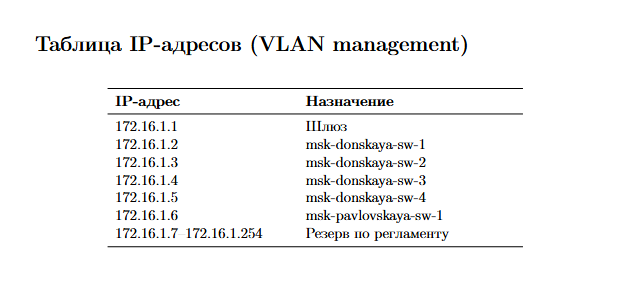 Таблица IP-адресов (VLAN management)
IP-адрес Назначение
172.16.1.1 Шлюз
172.16.1.2 msk-donskaya-sw-1
172.16.1.3 msk-donskaya-sw-2
172.16.1.4 msk-donskaya-sw-3
172.16.1.5 msk-donskaya-sw-4
172.16.1.6 msk-pavlovskaya-sw-1
172.16.1.7–172.16.1.254 Резерв по регламенту